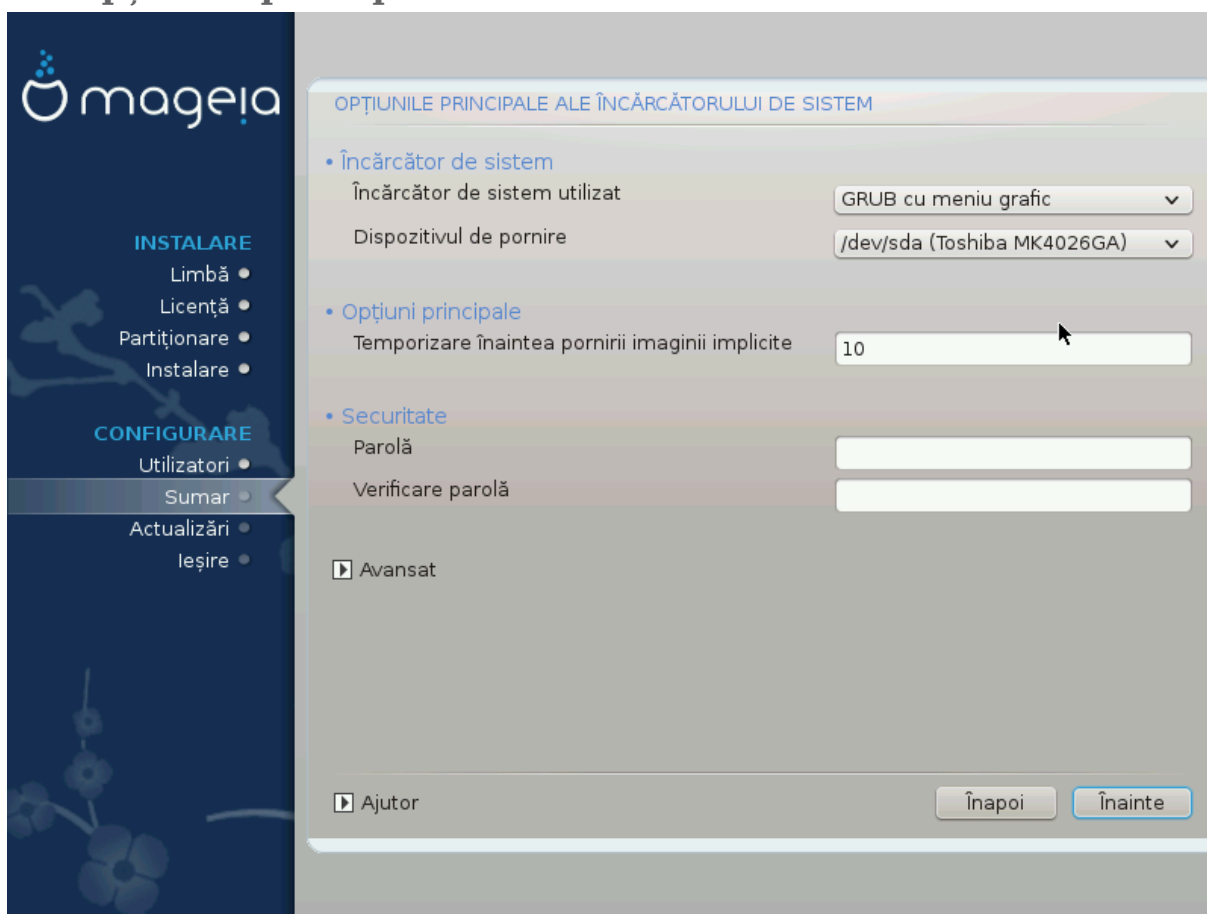 mageia
OPȚIUNILE PRINCIPALE ALE ÎNCĂRCĂTORULUI DE SISTEM
• Încărcător de sistem
Încărcător de sistem utilizat
GRUB cu meniu grafic
Dispozitivul de pornire
/dev/sda (Toshiba MK4026GA)
• Opțiuni principale
Temporizare înaintea pornirii imaginii implicite
10
• Securitate
Parolă
Verificare parolă
Avansat
Ajutor
Înapoi
Înainte
INSTALARE
Limbă
Licență
Partiționare
Instalare
CONFIGURARE
Utilizatori
Sumar
Actualizări
Ieșire